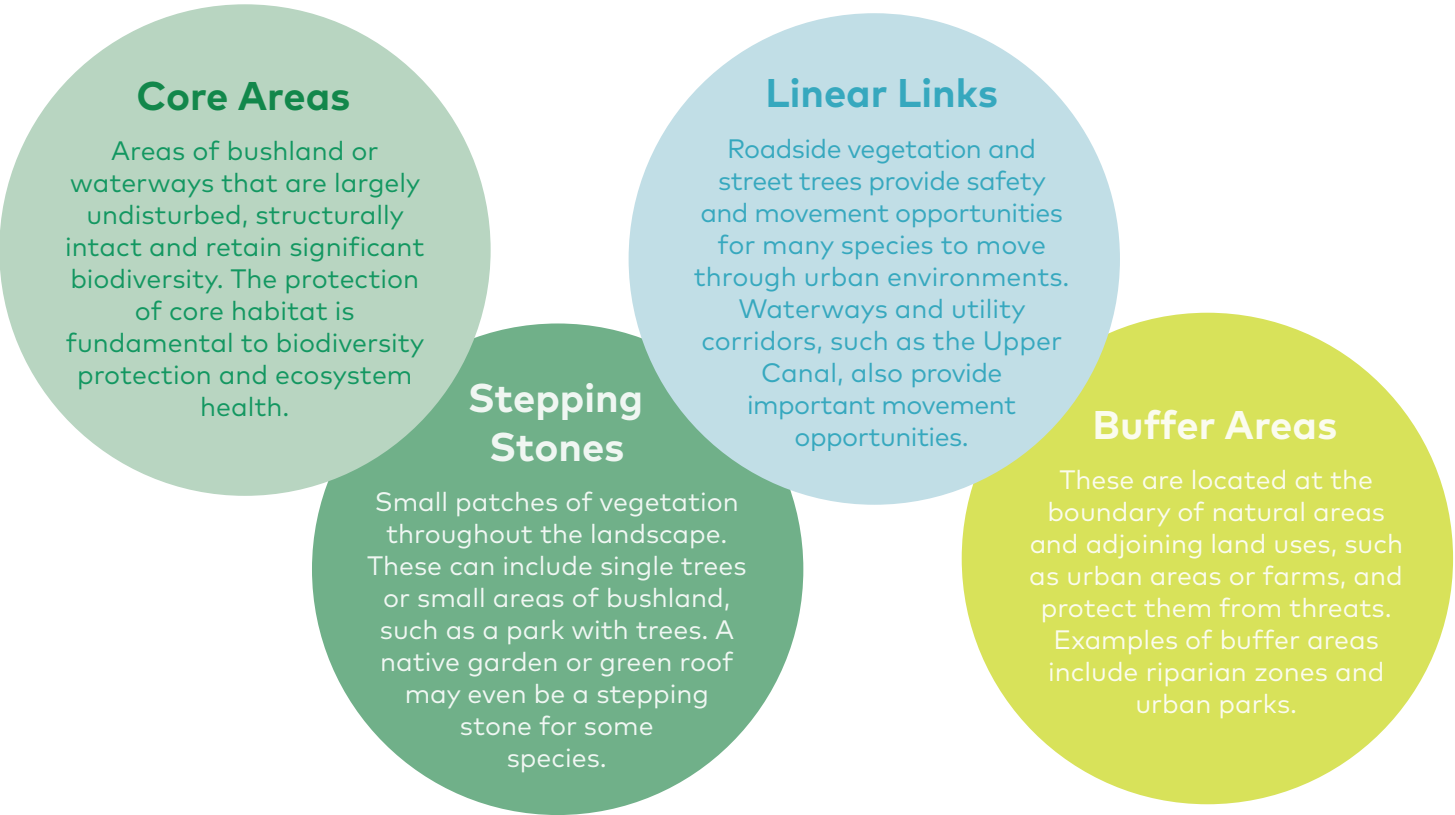 Core Areas
Areas of bushland or
waterways that are largely
undisturbed, structurally
intact and retain significant
biodiversity. The protection
of core habitat is
fundamental to biodiversity
protection and ecosystem
health.
Stepping
Stones
Small patches of vegetation
throughout the landscape.
These can include single trees
or small areas of bushland,
such as a park with trees. A
native garden or green roof
may even be a stepping
stone for some
species.
Linear Links
Roadside vegetation and
street trees provide safety
and movement opportunities
for many species to move
through urban environments.
Waterways and utility
corridors, such as the Upper
Canal, also provide
important movement
opportunities.
Buffer Areas
These are located at the
boundary of natural areas
and adjoining land uses, such
as urban areas or farms, and
protect them from threats.
Examples of buffer areas
include riparian zones and
urban parks.